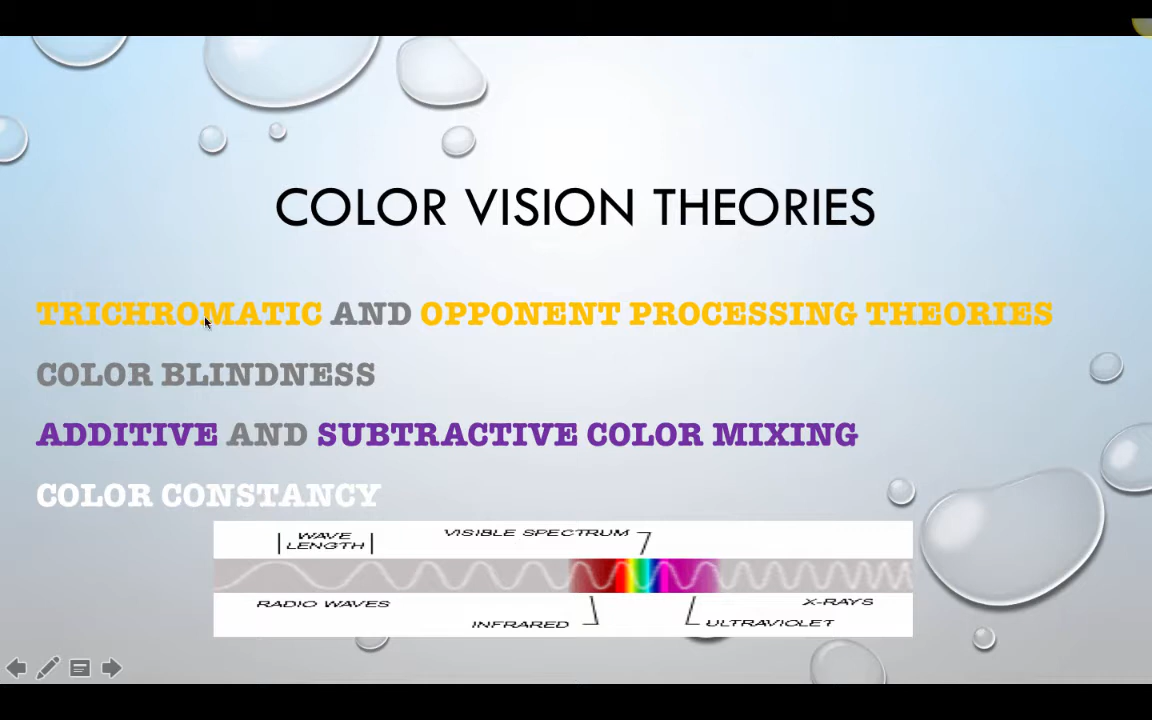 COLOR VISION THEORIES
TRICHROMATIC AND OPPONENT PROCESSING THEORIES
COLOR BLINDNESS
ADDITIVE AND SUBTRACTIVE COLOR MIXING
COLOR CONSTANCY
WAVE
LENGTH
VISIBLE SPECTRUM
RADIO WAVES
X-RAYS
INFRARED
ULTRAVIOLET